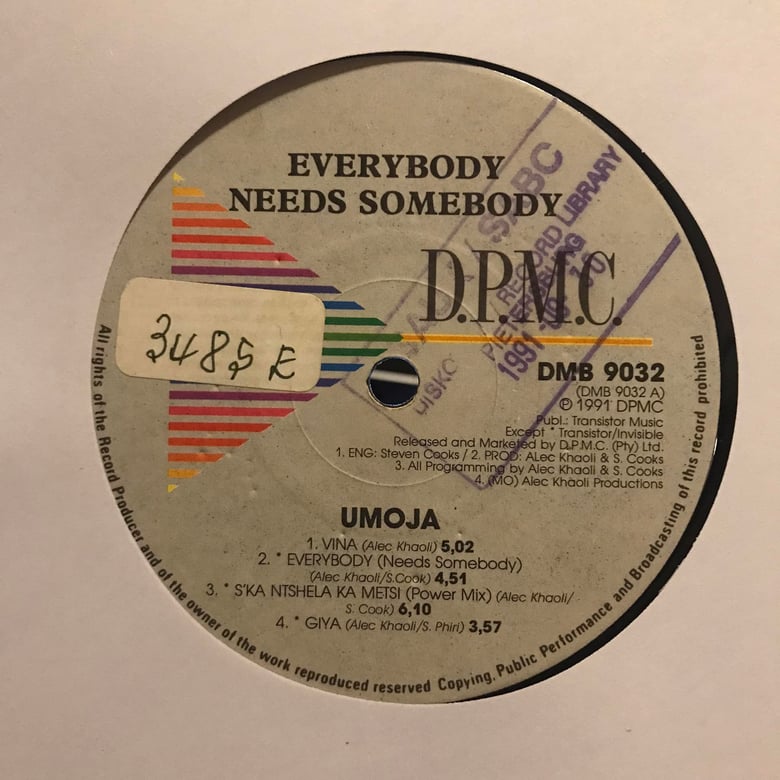 EVERYBODY
NEEDS SOMEBODY
D.P.M.C.
SABC
RECORD LIBRARY
PIETERSBURG
DISKO
3485 E
DMB 9032
(DMB 9032 A)
℗ 1991 DPMC
Publ.: Transistor Music
Except * Transistor/Invisible
Released and Marketed by D.P.M.C. (Pty) Ltd.
1. ENG: Steven Cooks / 2. PROD: ALec Khaoli & S. Cooks
3. All Programming by Alec Khaoli & S. Cooks
4. (MO) Alec Khaoli Productions
UMOJA
1. VINA (Alec Khaoli) 5,02
2. * EVERYBODY (Needs Somebody)
(Alec Khaoli/S.Cook) 4,51
3. * S'KA NTSHELA KA METSI (Power Mix) (Alec Khaoli/
S. Cook) 6,10
4. * GIYA (Alec Khaoli/S. Phiri) 3,57
All rights of the Record Producer and of the owner of the work reproduced reserved Copying, Public Performance and Broadcasting of this record prohibited